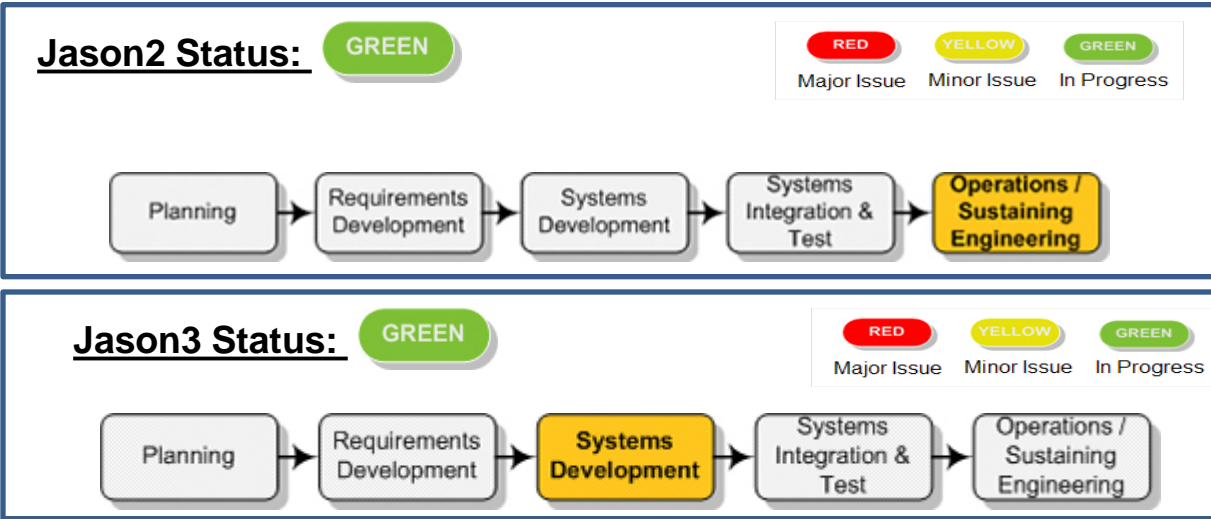 Jason2 Status: GREEN
RED YELLOW GREEN
Major Issue Minor Issue In Progress
Planning
Requirements
Development
Systems
Development
Systems
Integration &
Test
Operations /
Sustaining
Engineering
Jason3 Status: GREEN
RED YELLOW GREEN
Major Issue Minor Issue In Progress
Planning
Requirements
Development
Systems
Development
Systems
Integration &
Test
Operations /
Sustaining
Engineering